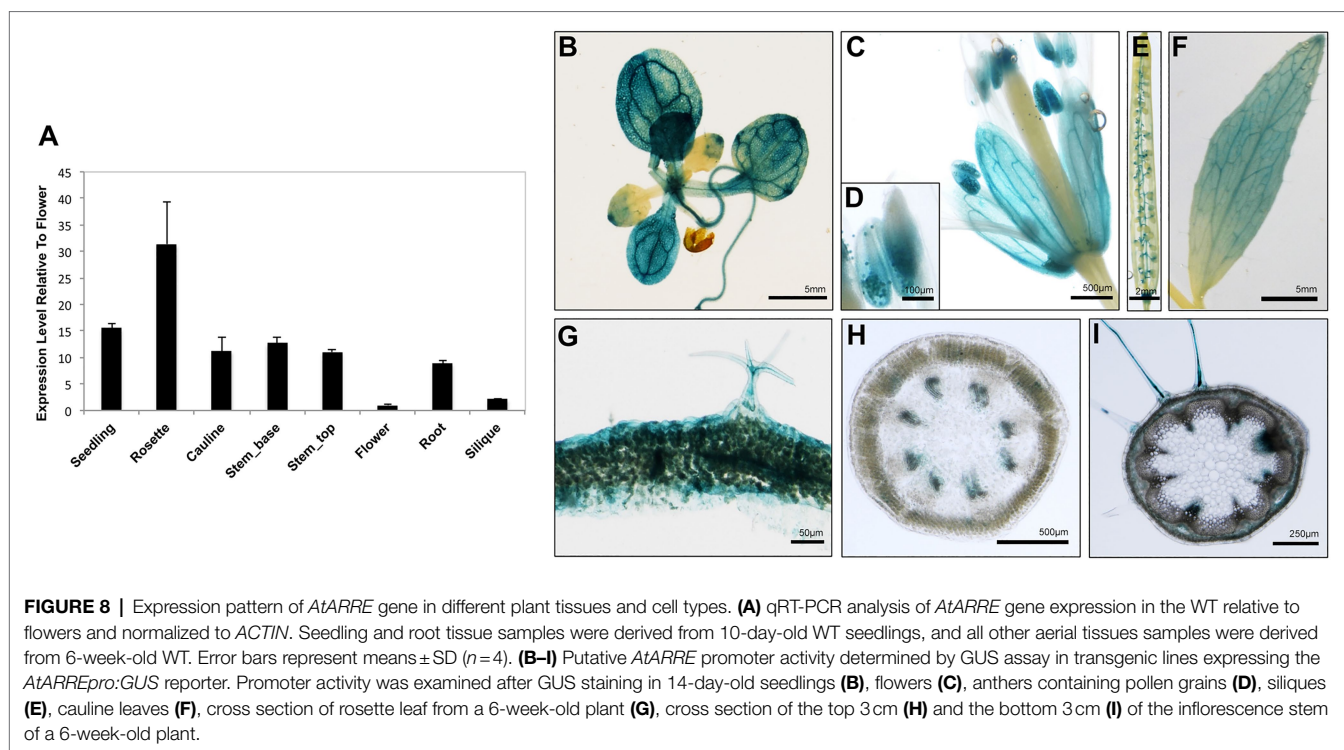 A
Expression Level Relative To Flower
45
40
35
30
25
20
15
10
5
0
Seedling
Rosette
Cauline
Stem_base
Stem_top
Flower
Root
Silique
B
5mm
C
500µm
D
100µm
E
2mm
F
5mm
G
50µm
H
500µm
I
250µm
FIGURE 8 | Expression pattern of AtARRE gene in different plant tissues and cell types. (A) qRT-PCR analysis of AtARRE gene expression in the WT relative to
flowers and normalized to ACTIN. Seedling and root tissue samples were derived from 10-day-old WT seedlings, and all other aerial tissues samples were derived
from 6-week-old WT. Error bars represent means ± SD (n = 4). (B–I) Putative AtARRE promoter activity determined by GUS assay in transgenic lines expressing the
AtARREpro:GUS reporter. Promoter activity was examined after GUS staining in 14-day-old seedlings (B), flowers (C), anthers containing pollen grains (D), siliques
(E), cauline leaves (F), cross section of rosette leaf from a 6-week-old plant (G), cross section of the top 3 cm (H) and the bottom 3 cm (I) of the inflorescence stem
of a 6-week-old plant.